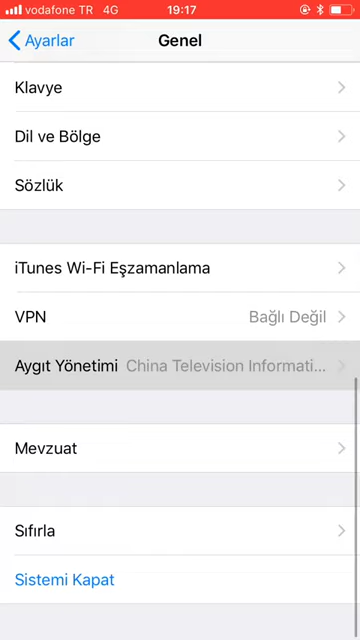 vodafone TR 4G 19:17
Ayarlar Genel
Klavye
Dil ve Bölge
Sözlük
iTunes Wi-Fi Eşzamanlama
VPN Bağlı Değil
Aygıt Yönetimi China Television Informati...
Mevzuat
Sıfırla
Sistemi Kapat